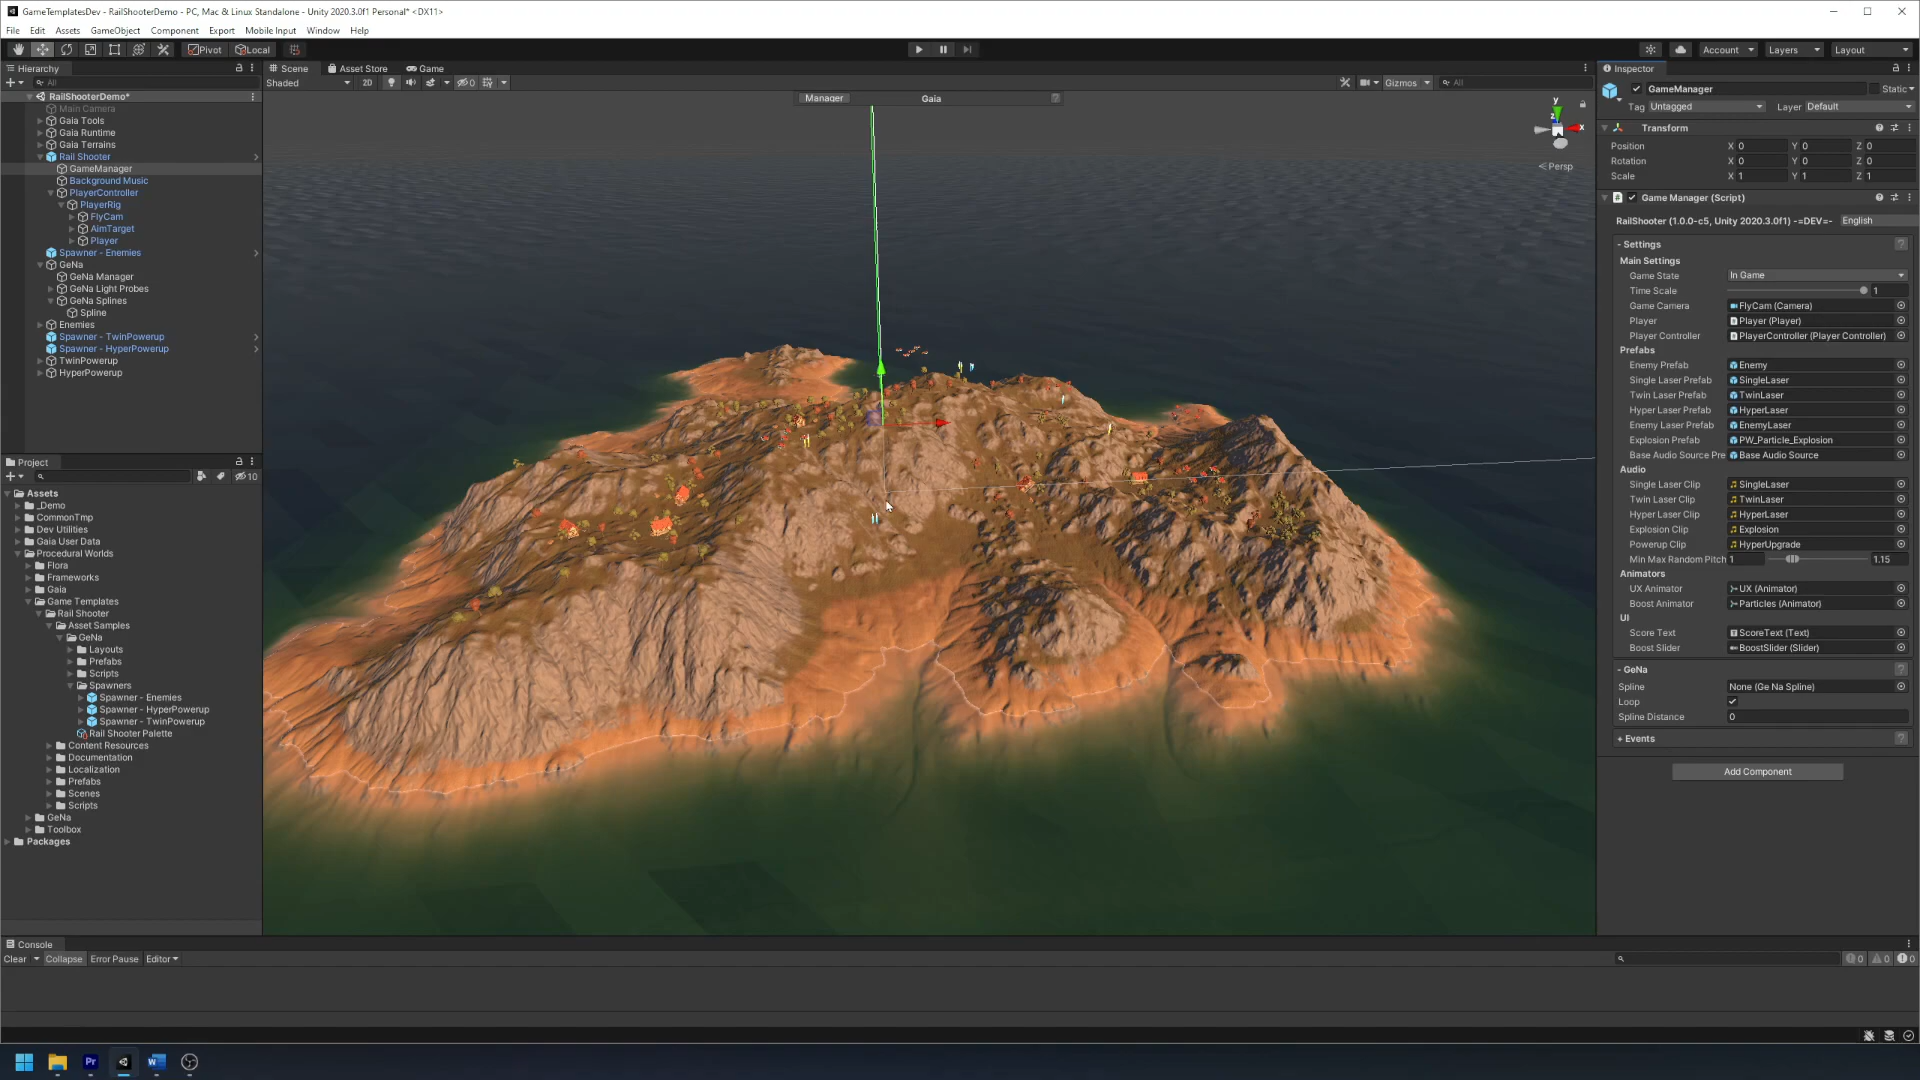 GameTemplatesDev - RailShooterDemo - PC, Mac & Linux Standalone - Unity 2020.3.0f1 Personal* <DX11>
File Edit Assets GameObject Component Export Mobile Input Window Help
Pivot Local Account Layers Layout
Hierarchy
All
RailShooterDemo*
Main Camera
Gaia Tools
Gaia Runtime
Gaia Terrains
Rail Shooter
GameManager
Background Music
PlayerController
PlayerRig
FlyCam
AimTarget
Player
Spawner - Enemies
GeNa
GeNa Manager
GeNa Light Probes
GeNa Splines
Spline
Enemies
Spawner - TwinPowerup
Spawner - HyperPowerup
TwinPowerup
HyperPowerup
Project
10
Assets
_Demo
CommonTmp
Dev Utilities
Gaia User Data
Procedural Worlds
Flora
Frameworks
Gaia
Game Templates
Rail Shooter
Asset Samples
GeNa
Layouts
Prefabs
Scripts
Spawners
Spawner - Enemies
Spawner - HyperPowerup
Spawner - TwinPowerup
Rail Shooter Palette
Content Resources
Documentation
Localization
Prefabs
Scenes
Scripts
GeNa
Toolbox
Packages
Scene Asset Store Game
Shaded 2D 0 Gizmos All
Manager Gaia
y
z
x
Persp
Inspector
GameManager Static
Tag Untagged Layer Default
Transform
Position X 0 Y 0 Z 0
Rotation X 0 Y 0 Z 0
Scale X 1 Y 1 Z 1
Game Manager (Script)
RailShooter (1.0.0-c5, Unity 2020.3.0f1) -=DEV=- English
- Settings
Main Settings
Game State In Game
Time Scale 1
Game Camera FlyCam (Camera)
Player Player (Player)
Player Controller PlayerController (Player Controller)
Prefabs
Enemy Prefab Enemy
Single Laser Prefab SingleLaser
Twin Laser Prefab TwinLaser
Hyper Laser Prefab HyperLaser
Enemy Laser Prefab EnemyLaser
Explosion Prefab PW_Particle_Explosion
Base Audio Source Pre Base Audio Source
Audio
Single Laser Clip SingleLaser
Twin Laser Clip TwinLaser
Hyper Laser Clip HyperLaser
Explosion Clip Explosion
Powerup Clip HyperUpgrade
Min Max Random Pitch 1 1.15
Animators
UX Animator UX (Animator)
Boost Animator Particles (Animator)
UI
Score Text ScoreText (Text)
Boost Slider BoostSlider (Slider)
- GeNa
Spline None (Ge Na Spline)
Loop
Spline Distance 0
+ Events
Add Component
Console
Clear Collapse Error Pause Editor
0 0 0